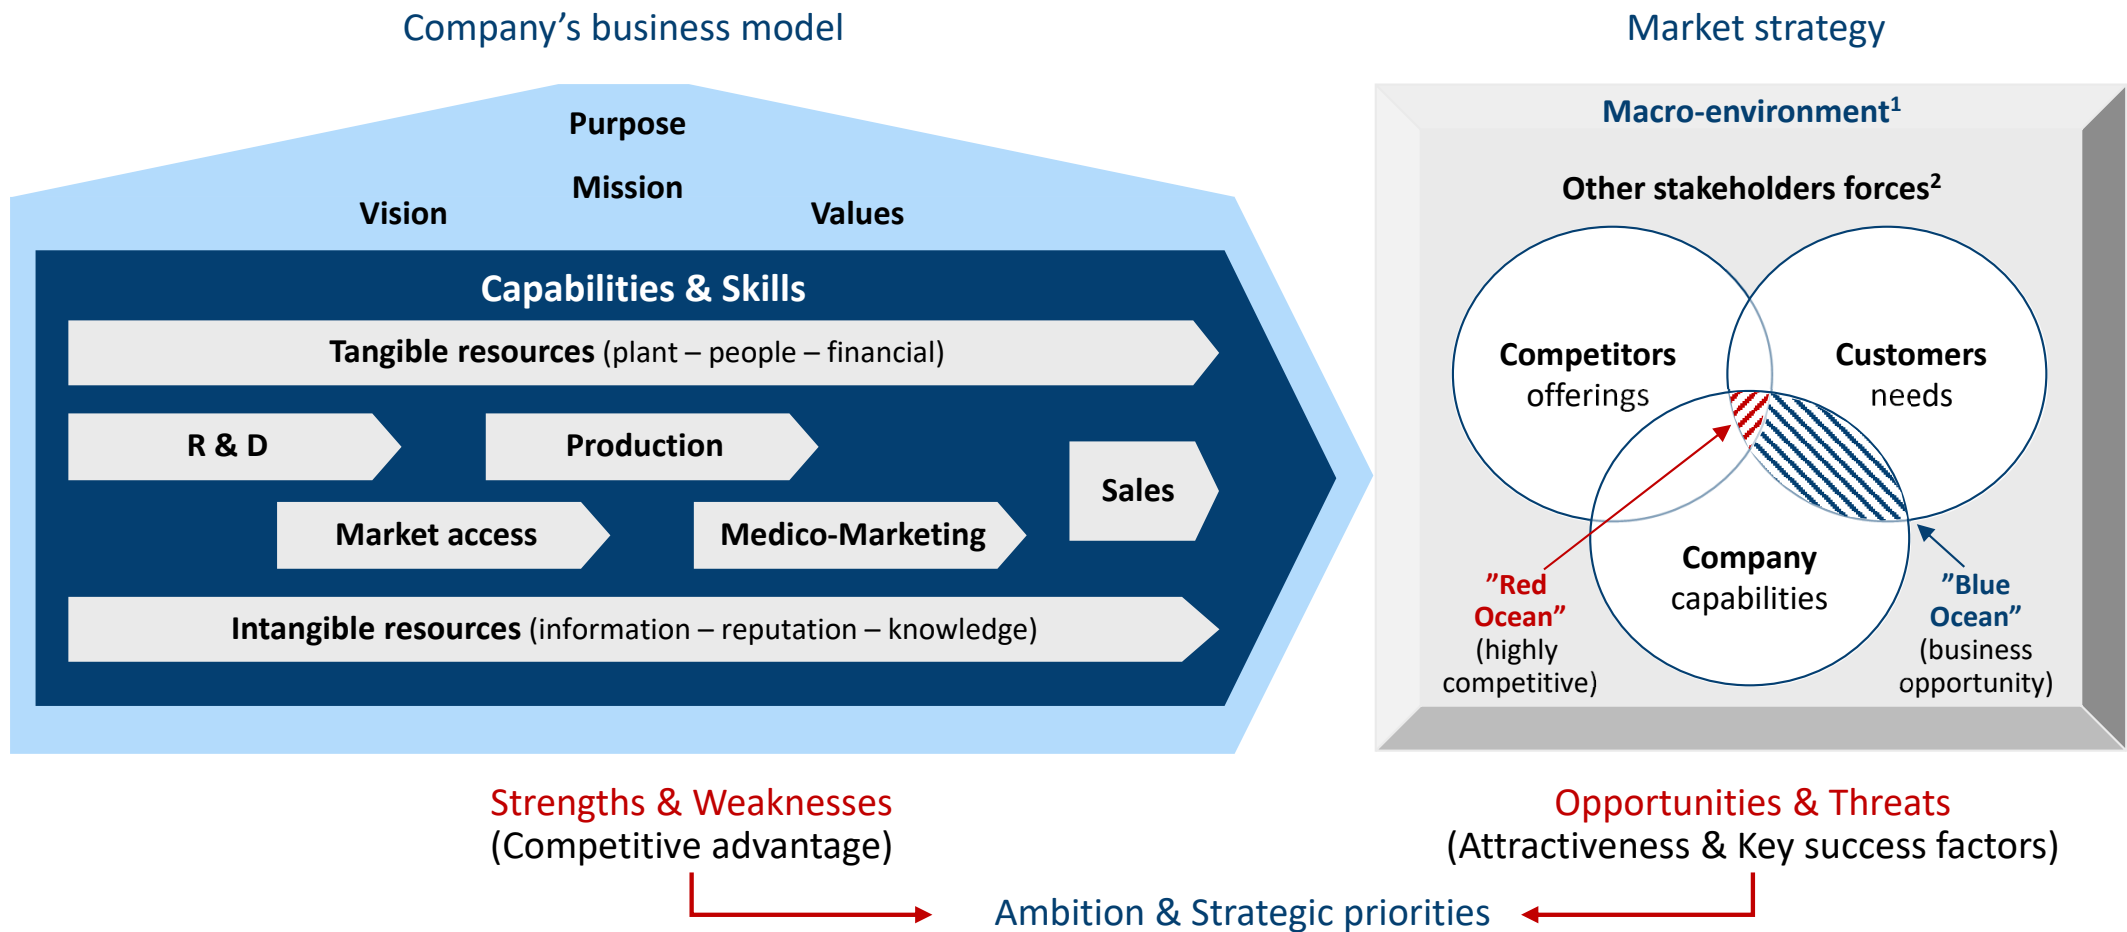 Company’s business model
Purpose
Mission
Vision
Values
Capabilities & Skills
Tangible resources (plant – people – financial)
R & D
Production
Sales
Market access
Medico-Marketing
Intangible resources (information – reputation – knowledge)
Strengths & Weaknesses
(Competitive advantage)
Market strategy
Macro-environment¹
Other stakeholders forces²
Competitors
offerings
Customers
needs
Company
capabilities
”Red
Ocean”
(highly
competitive)
”Blue
Ocean”
(business
opportunity)
Opportunities & Threats
(Attractiveness & Key success factors)
Ambition & Strategic priorities